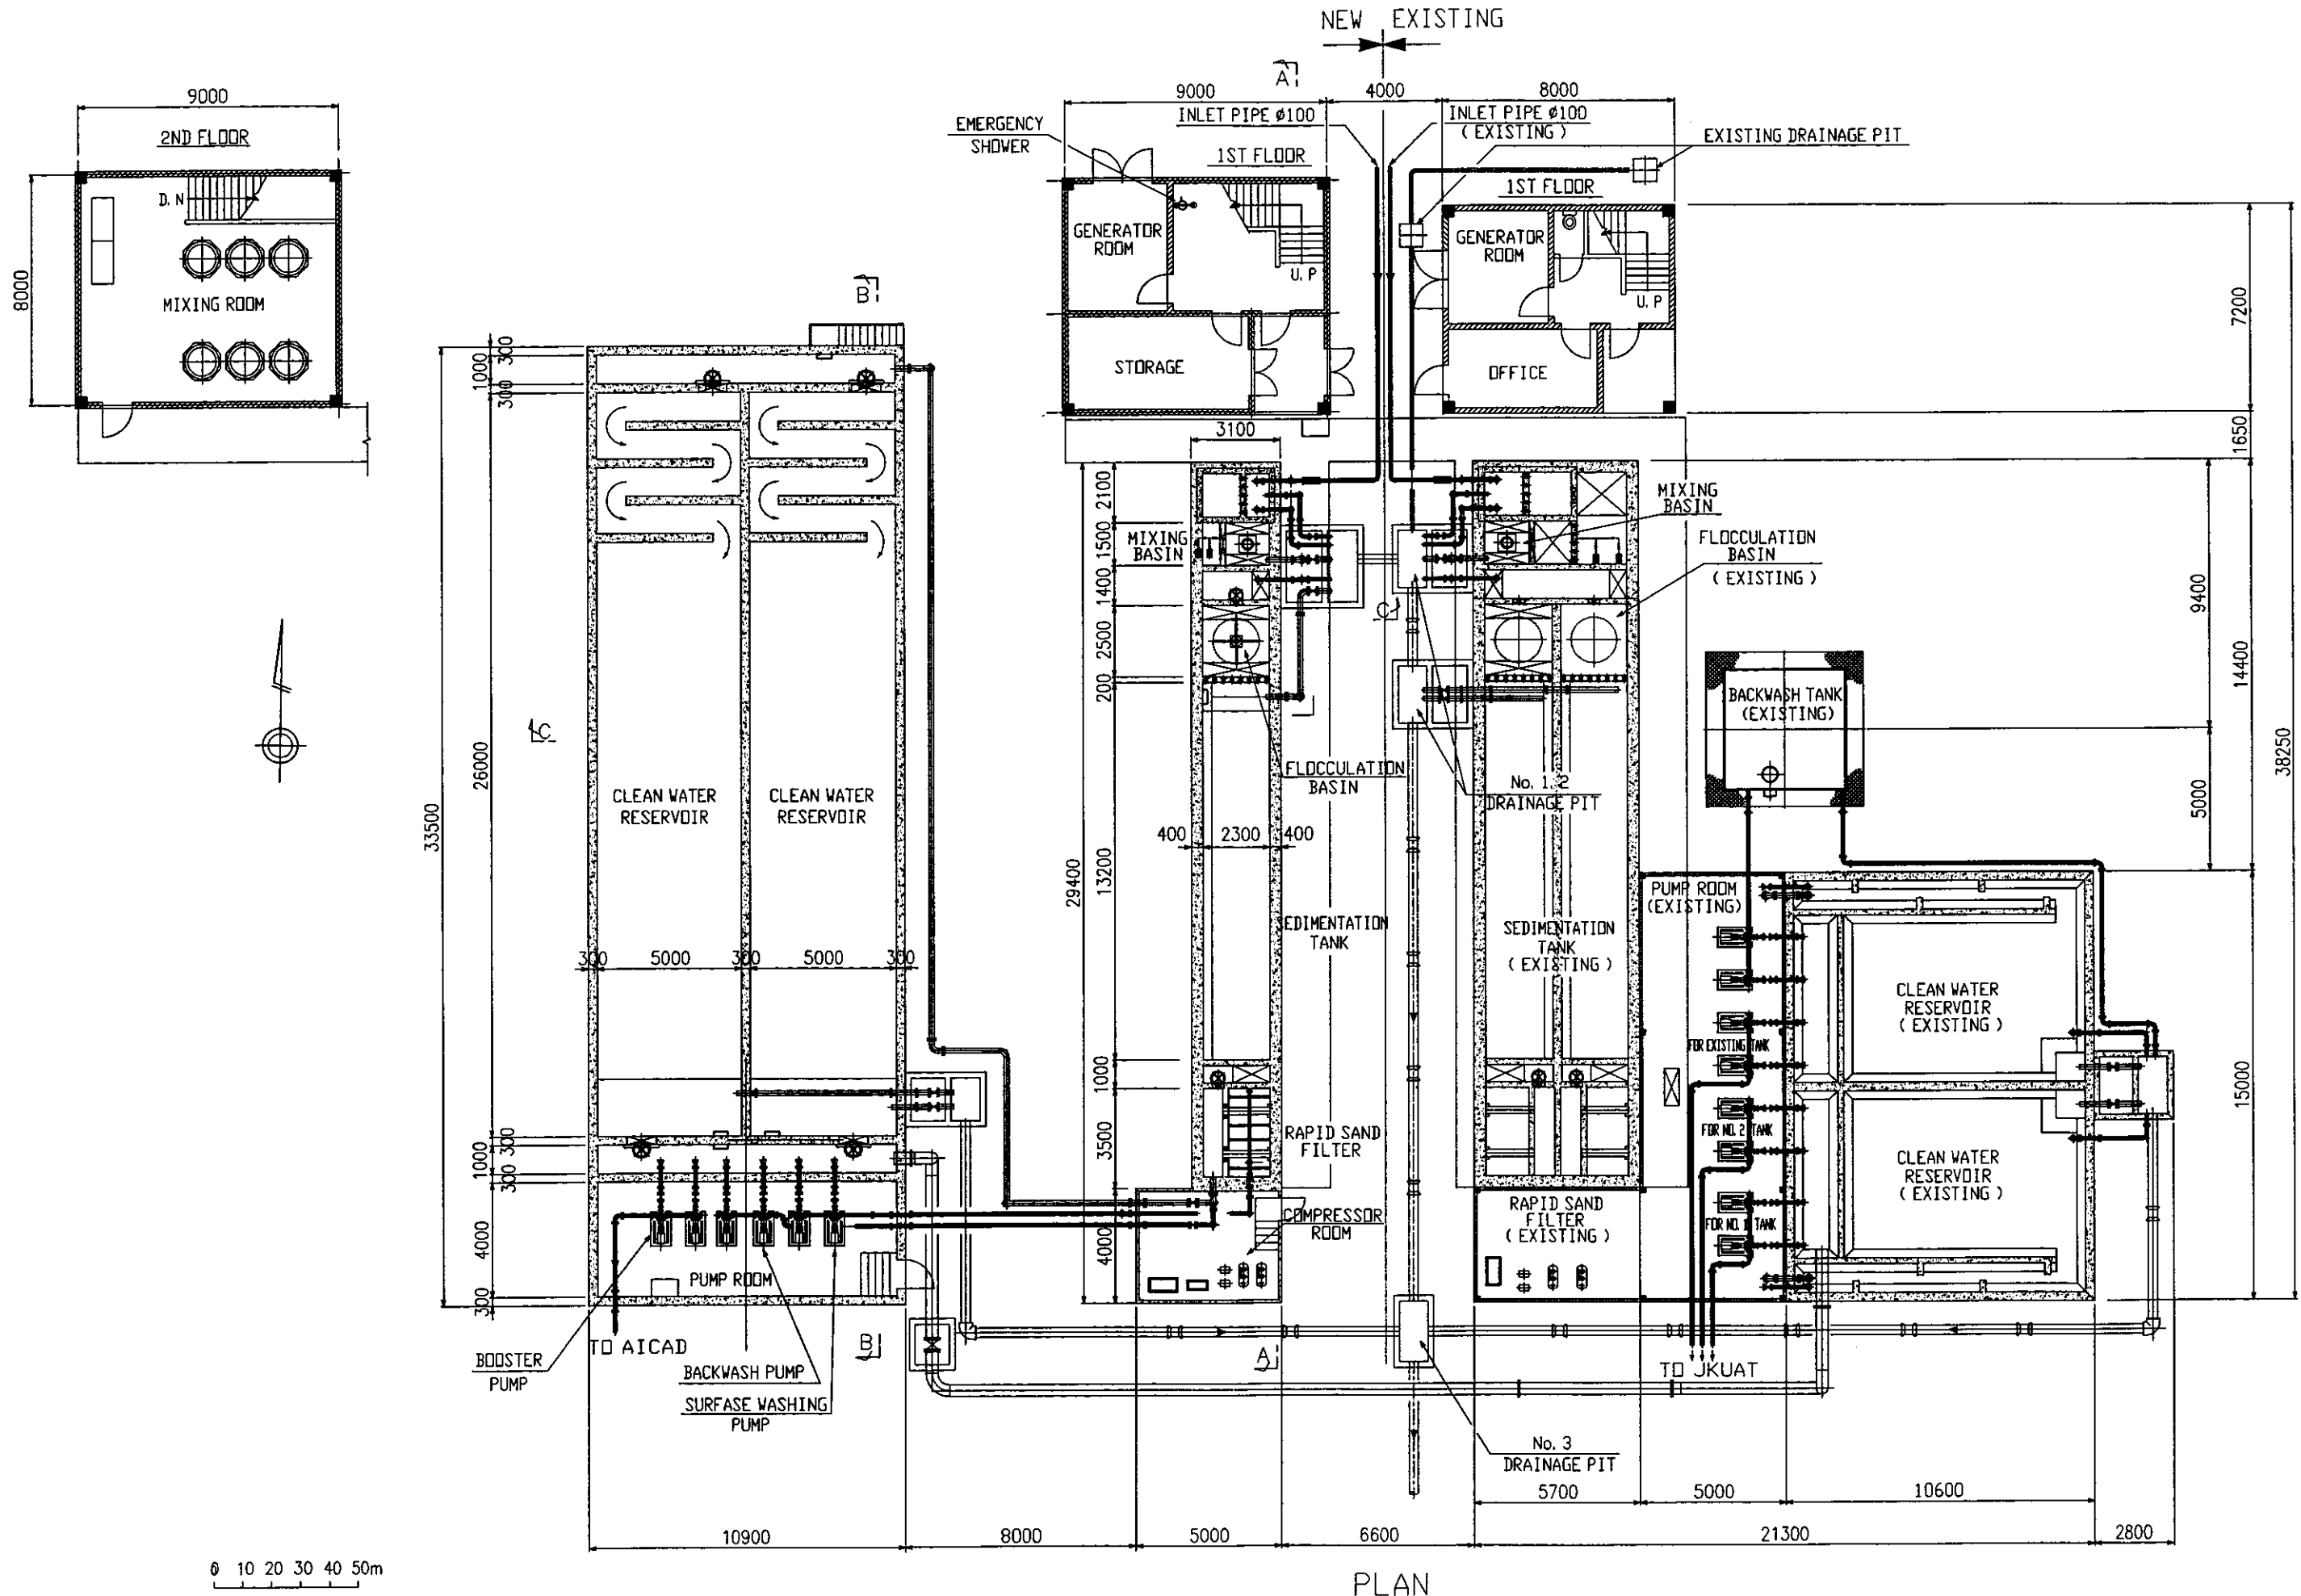 NEW EXISTING
A
9000
4000
8000
INLET PIPE ø100
INLET PIPE ø100
( EXISTING )
EMERGENCY
SHOWER
EXISTING DRAINAGE PIT
9000
2ND FLOOR
1ST FLOOR
1ST FLOOR
D. N
GENERATOR
ROOM
U. P
GENERATOR
ROOM
U. P
8000
MIXING ROOM
7200
B
STORAGE
OFFICE
300
1000
300
1650
3100
2100
1500
1400
2500
200
MIXING
BASIN
MIXING
BASIN
FLOCCULATION
BASIN
( EXISTING )
C
9400
14400
38250
BACKWASH TANK
(EXISTING)
C
26000
33500
5000
FLOCCULATION
BASIN
No. 1, 2
DRAINAGE PIT
CLEAN WATER
RESERVOIR
CLEAN WATER
RESERVOIR
400
2300
400
29400
13200
PUMP ROOM
(EXISTING)
EDIMENTATION
TANK
SEDIMENTATION
TANK
( EXISTING )
300
5000
300
5000
300
CLEAN WATER
RESERVOIR
( EXISTING )
FOR EXISTING TANK
1000
15000
FOR NO. 2 TANK
300
1000
300
3500
RAPID SAND
FILTER
CLEAN WATER
RESERVOIR
( EXISTING )
4000
4000
COMPRESSOR
ROOM
RAPID SAND
FILTER
( EXISTING )
FOR NO. 1 TANK
PUMP ROOM
300
TO AICAD
B
A
BOOSTER
PUMP
BACKWASH PUMP
SURFASE WASHING
PUMP
TO JKUAT
No. 3
DRAINAGE PIT
5700
5000
10600
10900
8000
5000
6600
21300
2800
0 10 20 30 40 50m
PLAN